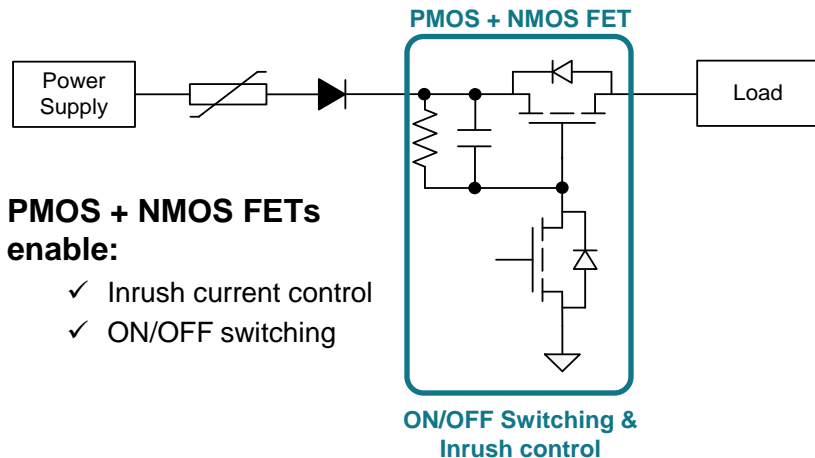 PMOS + NMOS FET
Power
Supply
Load
PMOS + NMOS FETs
enable:
✓ Inrush current control
✓ ON/OFF switching
ON/OFF Switching &
Inrush control